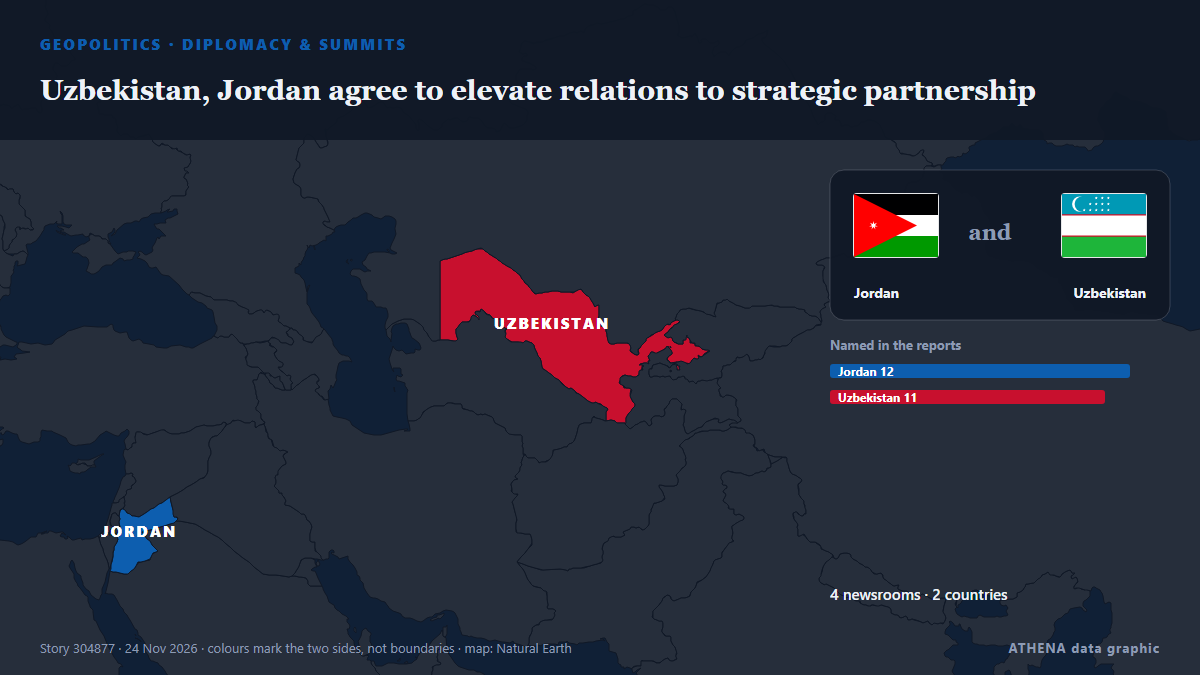 GEOPOLITICS · DIPLOMACY & SUMMITS
Uzbekistan, Jordan agree to elevate relations to strategic partnership
and
Jordan
Uzbekistan
Named in the reports
Jordan 12
Uzbekistan 11
UZBEKISTAN
JORDAN
4 newsrooms · 2 countries
Story 304877 · 24 Nov 2026 · colours mark the two sides, not boundaries · map: Natural Earth
ATHENA data graphic